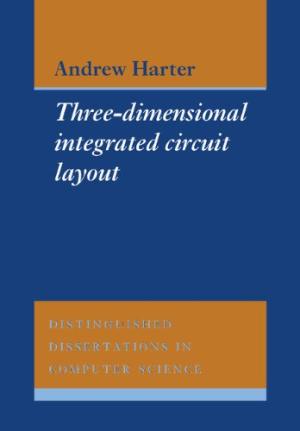 Andrew Harter
Three-dimensional
integrated circuit
layout
DISTINGUISHED
DISSERTATIONS IN
COMPUTER SCIENCE